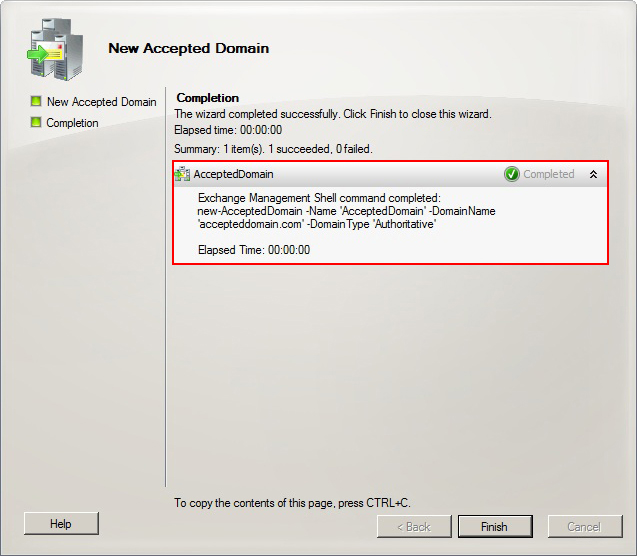 New Accepted Domain
New Accepted Domain
Completion
Completion
The wizard completed successfully. Click Finish to close this wizard.
Elapsed time: 00:00:00
Summary: 1 item(s). 1 succeeded, 0 failed.
AcceptedDomain
Completed
Exchange Management Shell command completed:
new-AcceptedDomain -Name 'AcceptedDomain' -DomainName
'accepteddomain.com' -DomainType 'Authoritative'
Elapsed Time: 00:00:00
To copy the contents of this page, press CTRL+C.
Help
< Back
Finish
Cancel